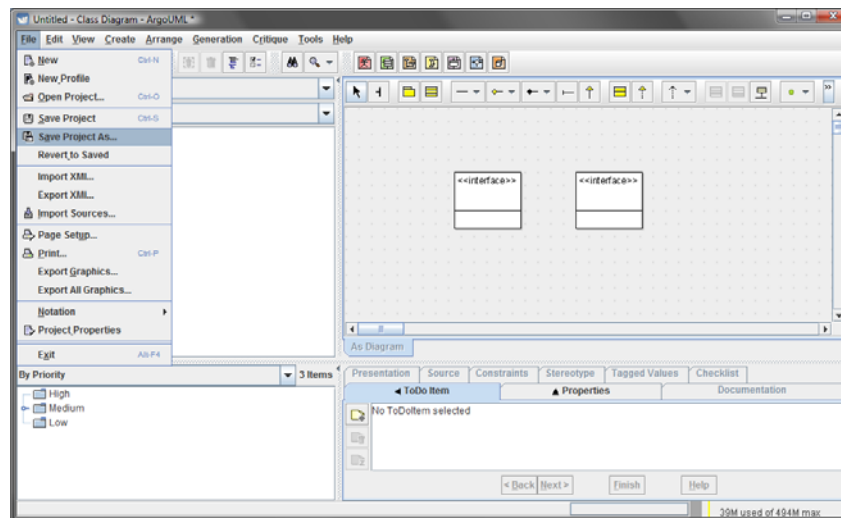 Untitled - Class Diagram - ArgoUML *
File Edit View Create Arrange Generation Critique Tools Help
New Ctrl-N
New Profile
Open Project... Ctrl-O
Save Project Ctrl-S
Save Project As...
Revert to Saved
Import XMI...
Export XMI...
Import Sources...
Page Setup...
Print... Ctrl-P
Export Graphics...
Export All Graphics...
Notation
Project Properties
Exit Alt-F4
<<interface>> <<interface>>
As Diagram
By Priority 3 Items
High
Medium
Low
Presentation Source Constraints Stereotype Tagged Values Checklist
ToDo Item Properties Documentation
No ToDoItem selected
< Back Next > Finish Help
39M used of 494M max